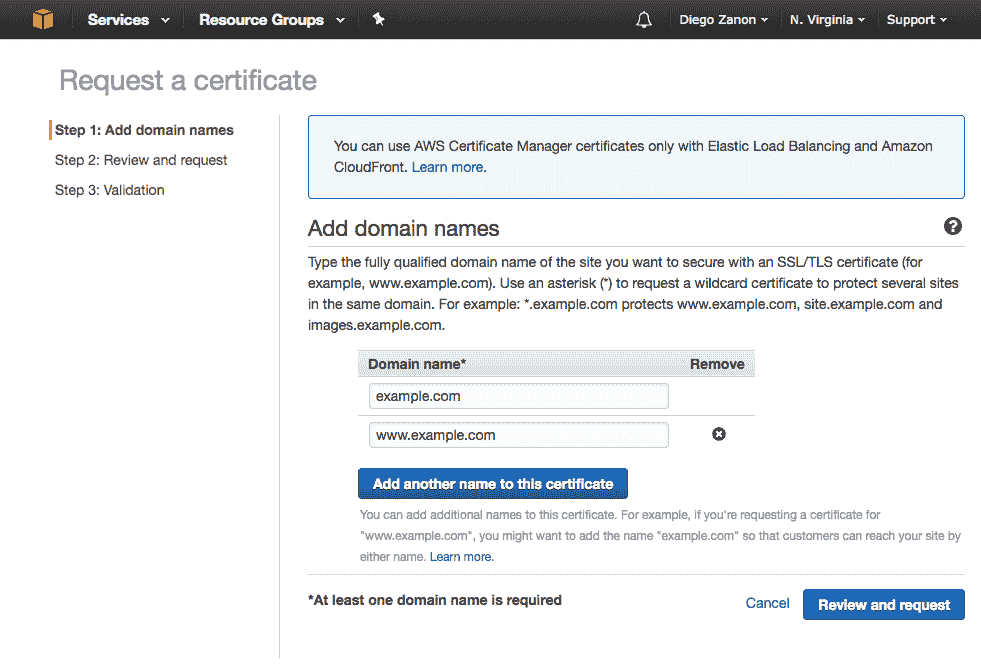 Services Resource Groups Diego Zanon N. Virginia Support
Request a certificate
Step 1: Add domain names
Step 2: Review and request
Step 3: Validation
You can use AWS Certificate Manager certificates only with Elastic Load Balancing and Amazon
CloudFront. Learn more.
Add domain names
Type the fully qualified domain name of the site you want to secure with an SSL/TLS certificate (for
example, www.example.com). Use an asterisk (*) to request a wildcard certificate to protect several sites
in the same domain. For example: *.example.com protects www.example.com, site.example.com and
images.example.com.
Domain name* Remove
example.com
www.example.com
Add another name to this certificate
You can add additional names to this certificate. For example, if you're requesting a certificate for
"www.example.com", you might want to add the name "example.com" so that customers can reach your site by
either name. Learn more.
*At least one domain name is required
Cancel Review and request